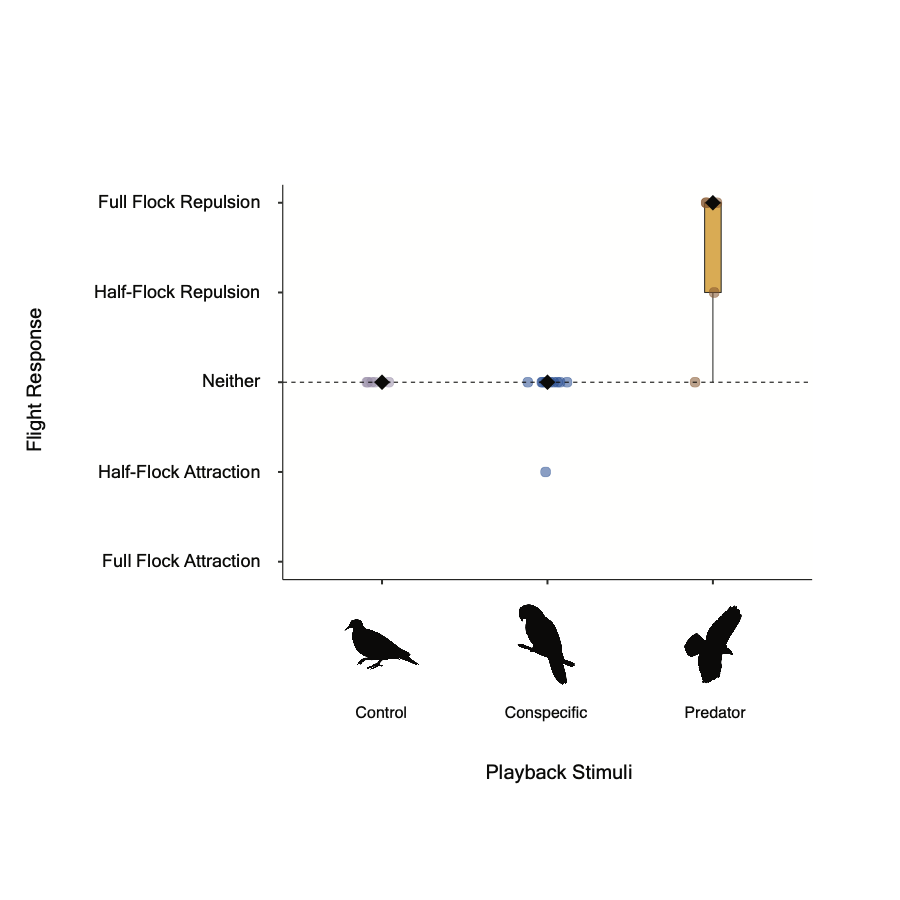 Full Flock Repulsion
Half-Flock Repulsion
Neither
Half-Flock Attraction
Full Flock Attraction
Flight Response
Control
Conspecific
Predator
Playback Stimuli